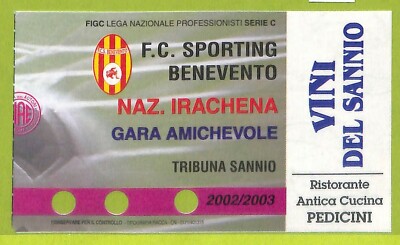 FIGC LEGA NAZIONALE PROFESSIONISTI SERIE C
F.C. SPORTING
BENEVENTO
NAZ. IRACHENA
GARA AMICHEVOLE
TRIBUNA SANNIO
2002/2003
VINI
DEL SANNIO
Ristorante
Antica Cucina
PEDICINI